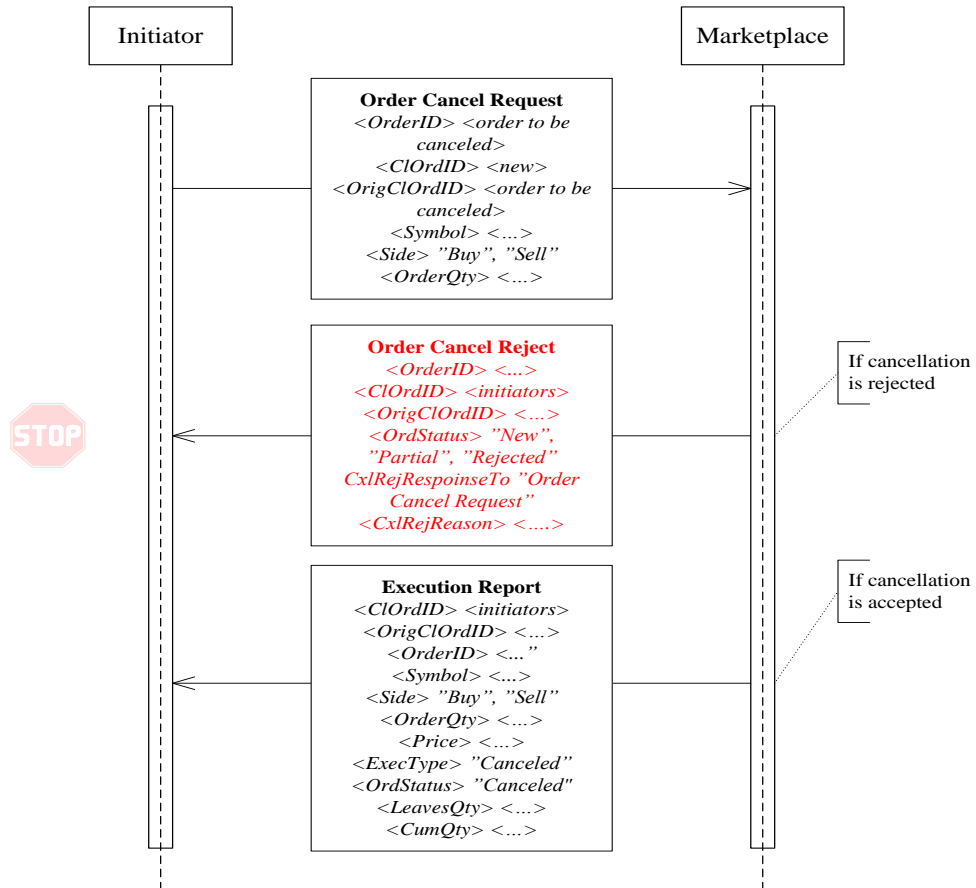 Initiator
Marketplace
Order Cancel Request
<OrderID> <order to be
canceled>
<ClOrdID> <new>
<OrigClOrdID> <order to be
canceled>
<Symbol> <...>
<Side> ”Buy”, ”Sell”
<OrderQty> <...>
Order Cancel Reject
<OrderID> <...>
<ClOrdID> <initiators>
<OrigClOrdID> <...>
<OrdStatus> "New",
”Partial”, ”Rejected”
CxlRejRespoinseTo ”Order
Cancel Request”
<CxlRejReason> <....>
If cancellation
is rejected
STOP
Execution Report
<ClOrdID> <initiators>
<OrigClOrdID> <...>
<OrderID> <...”
<Symbol> <...>
<Side> ”Buy”, ”Sell”
<OrderQty> <...>
<Price> <...>
<ExecType> ”Canceled”
<OrdStatus> ”Canceled"
<LeavesQty> <...>
<CumQty> <...>
If cancellation
is accepted